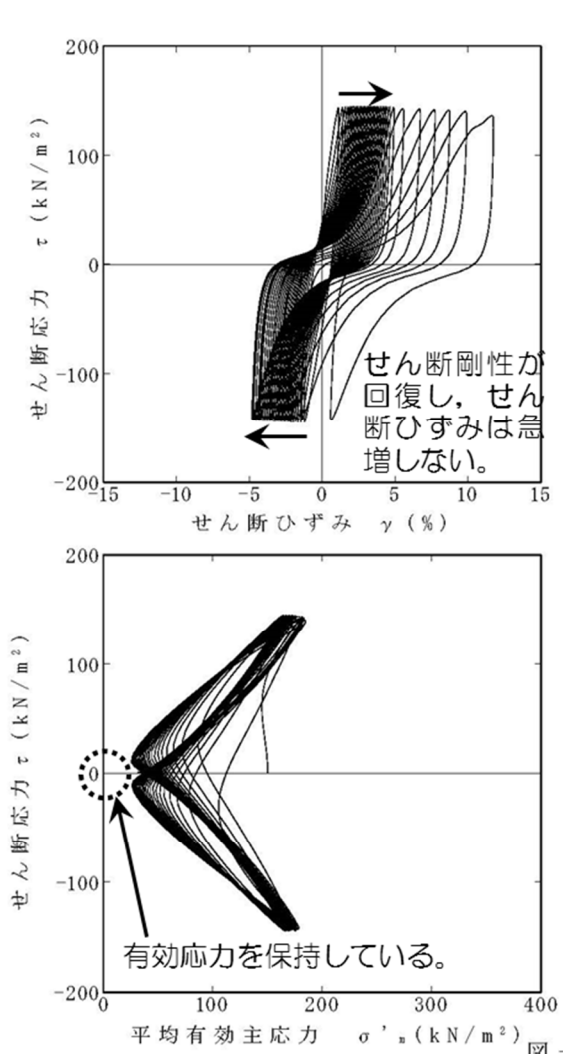 200
100
0
-100
-200
-15
-10
-5
0
5
10
15
せん断応力 τ (kN/m²)
せん断ひずみ γ (%)
せん断剛性が
回復し，せん
断ひずみは急
増しない。
200
100
0
-100
-200
0
100
200
300
400
せん断応力 τ (kN/m²)
有効応力を保持している。
平均有効主応力 σ'ₘ (kN/m²)
図